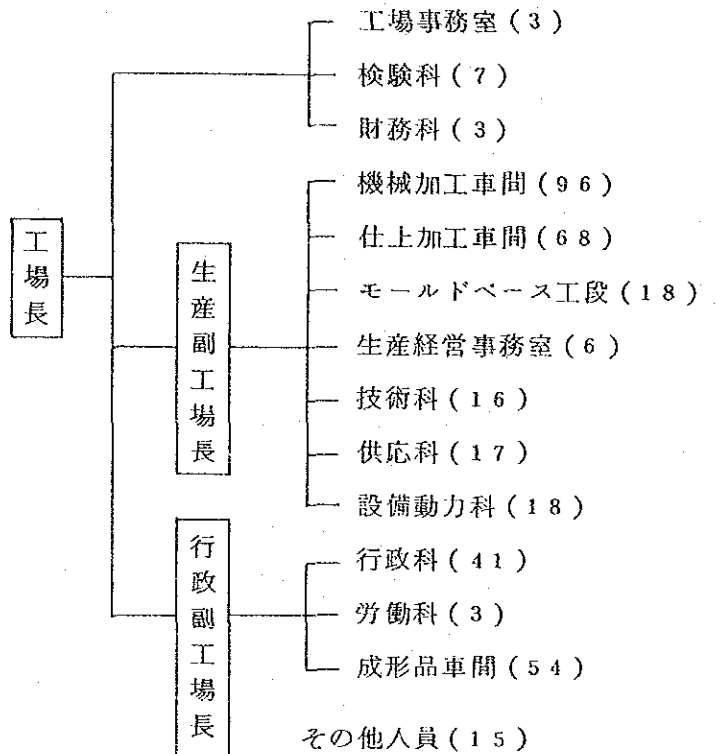 工場事務室（3）
検験科（7）
財務科（3）
工場長
生産副工場長
機械加工車間（96）
仕上加工車間（68）
モールドベース工段（18）
生産経営事務室（6）
技術科（16）
供応科（17）
設備動力科（18）
行政副工場長
行政科（41）
労働科（3）
成形品車間（54）
その他人員（15）